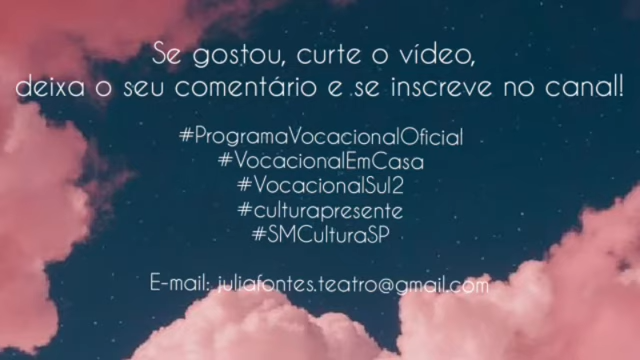 Se gostou, curte o vídeo,
deixa o seu comentário e se inscreve no canal!
#ProgramaVocacionalOficial
#VocacionalEmCasa
#VocacionalSul2
#culturapresente
#SMCulturaSP
E-mail: juliafontes.teatro@gmail.com